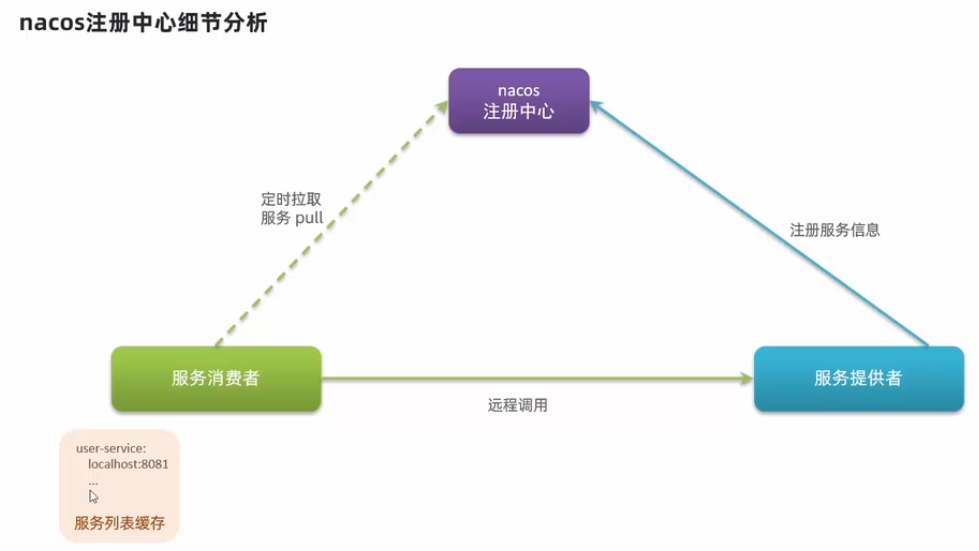 nacos注册中心细节分析
nacos
注册中心
定时拉取
服务 pull
注册服务信息
服务消费者
服务提供者
远程调用
user-service:
localhost:8081
...
服务列表缓存